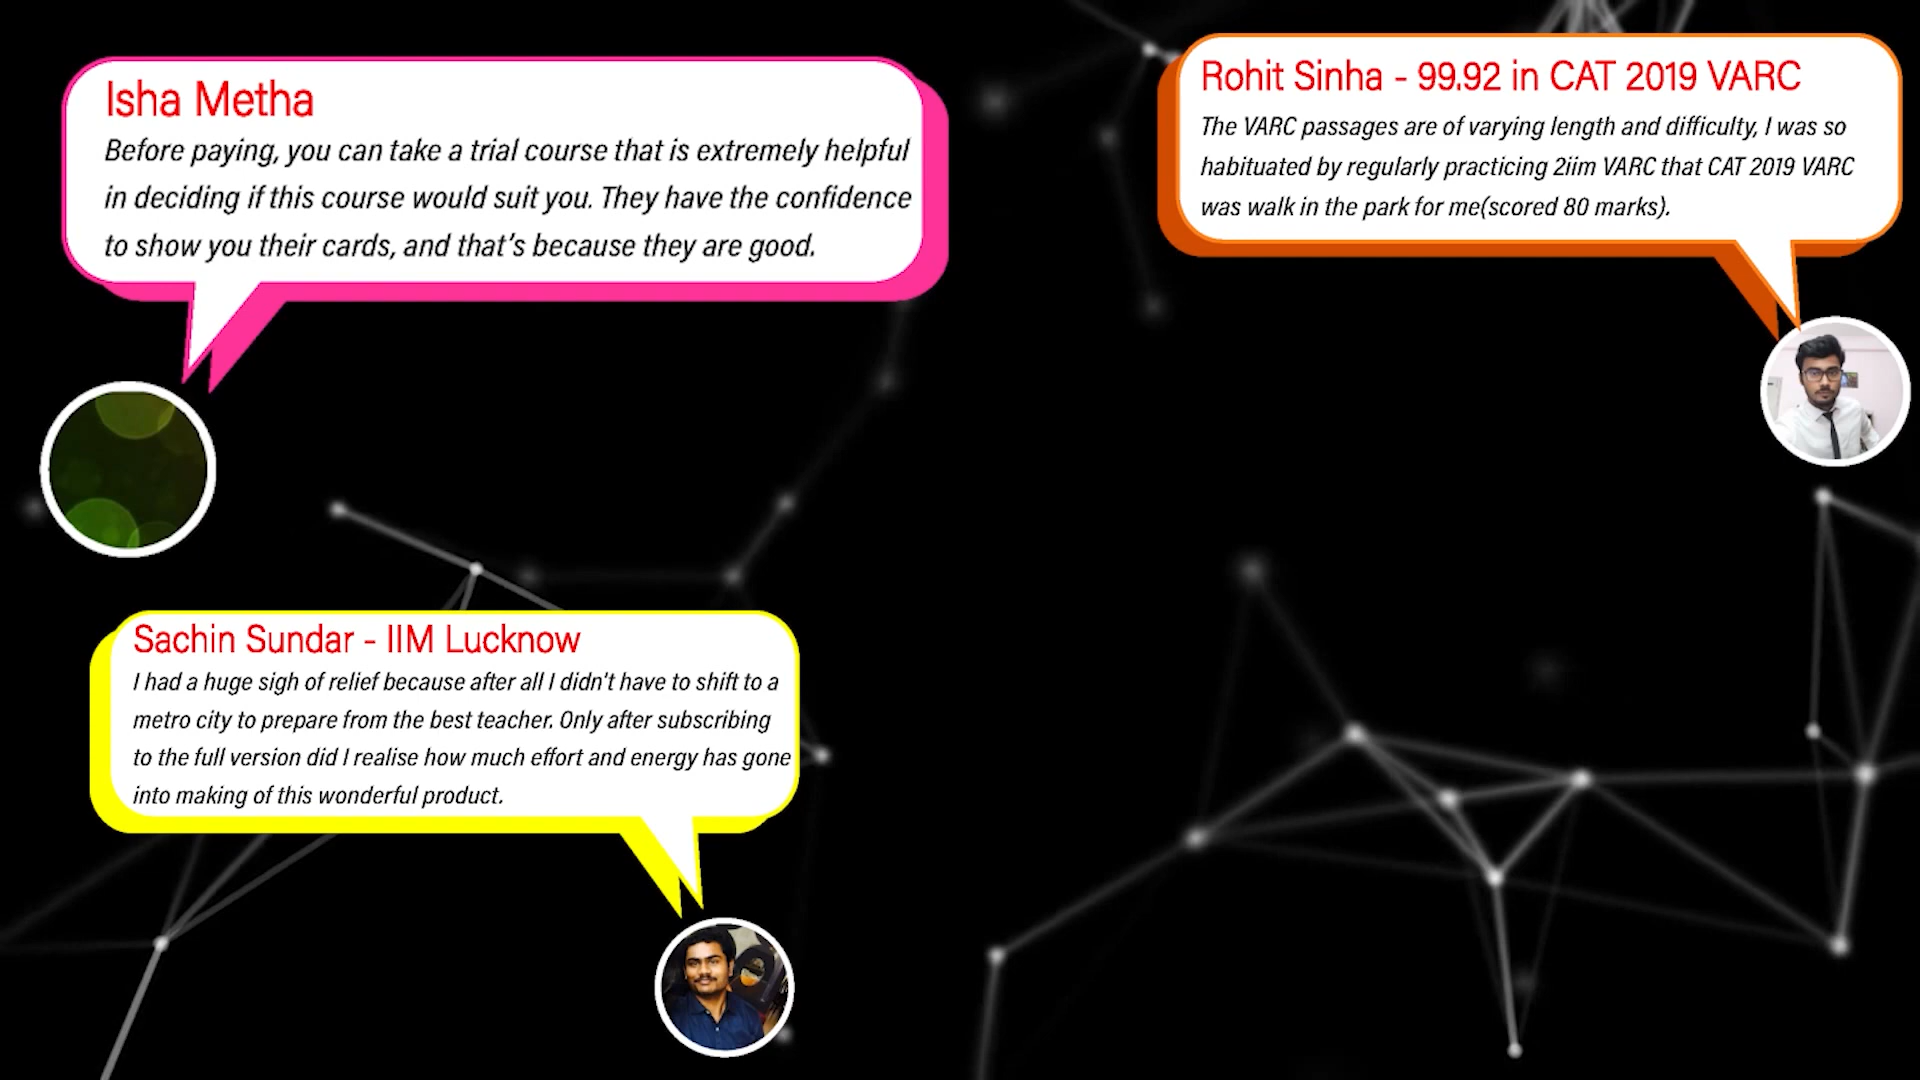 Isha Metha
Before paying, you can take a trial course that is extremely helpful
in deciding if this course would suit you. They have the confidence
to show you their cards, and that's because they are good.
Rohit Sinha - 99.92 in CAT 2019 VARC
The VARC passages are of varying length and difficulty, I was so
habituated by regularly practicing 2iim VARC that CAT 2019 VARC
was walk in the park for me(scored 80 marks).
Sachin Sundar - IIM Lucknow
I had a huge sigh of relief because after all I didn't have to shift to a
metro city to prepare from the best teacher. Only after subscribing
to the full version did I realise how much effort and energy has gone
into making of this wonderful product.